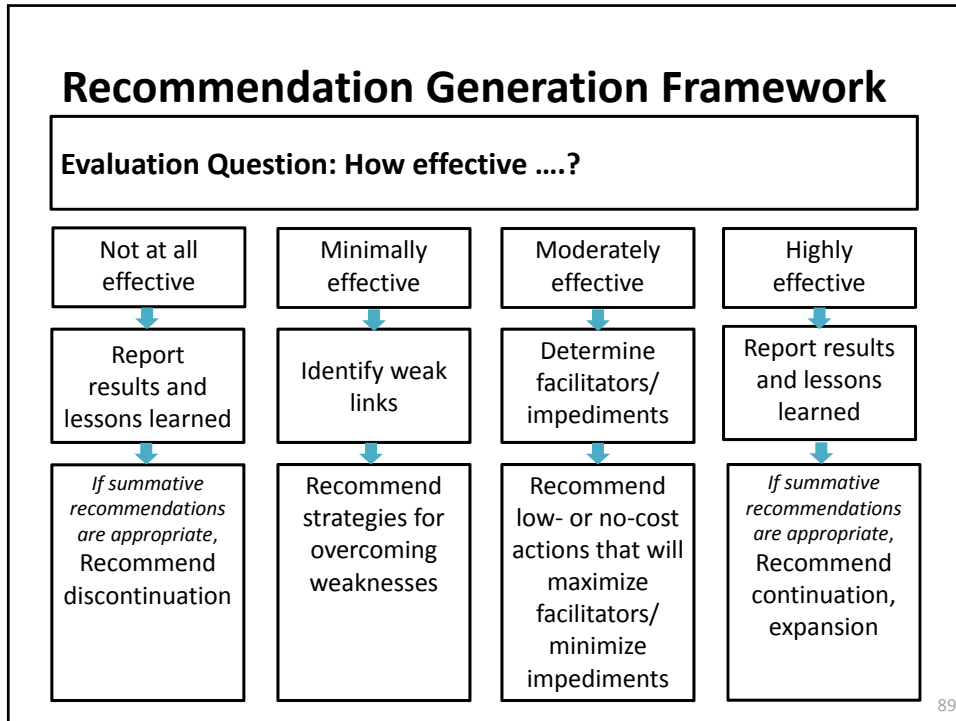 Recommendation Generation Framework
Evaluation Question: How effective ....?
Not at all
effective
Minimally
effective
Moderately
effective
Highly
effective
Report
results and
lessons learned
Identify weak
links
Determine
facilitators/
impediments
Report results
and lessons
learned
If summative
recommendations
are appropriate,
Recommend
discontinuation
Recommend
strategies for
overcoming
weaknesses
Recommend
low- or no-cost
actions that will
maximize
facilitators/
minimize
impediments
If summative
recommendations
are appropriate,
Recommend
continuation,
expansion
89